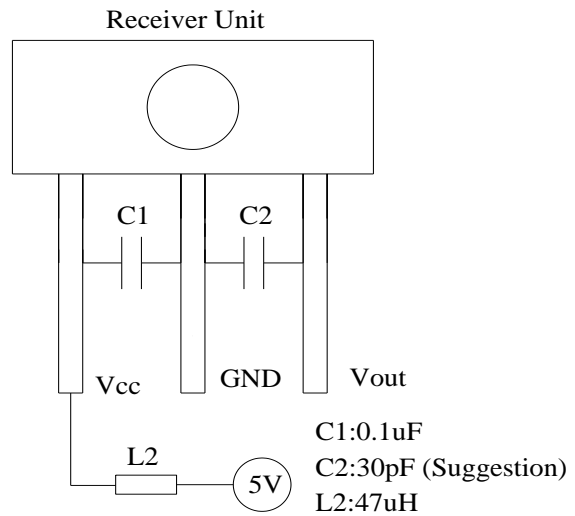 Receiver Unit
C1
C2
Vcc
GND
Vout
L2
5V
C1:0.1uF
C2:30pF (Suggestion)
L2:47uH